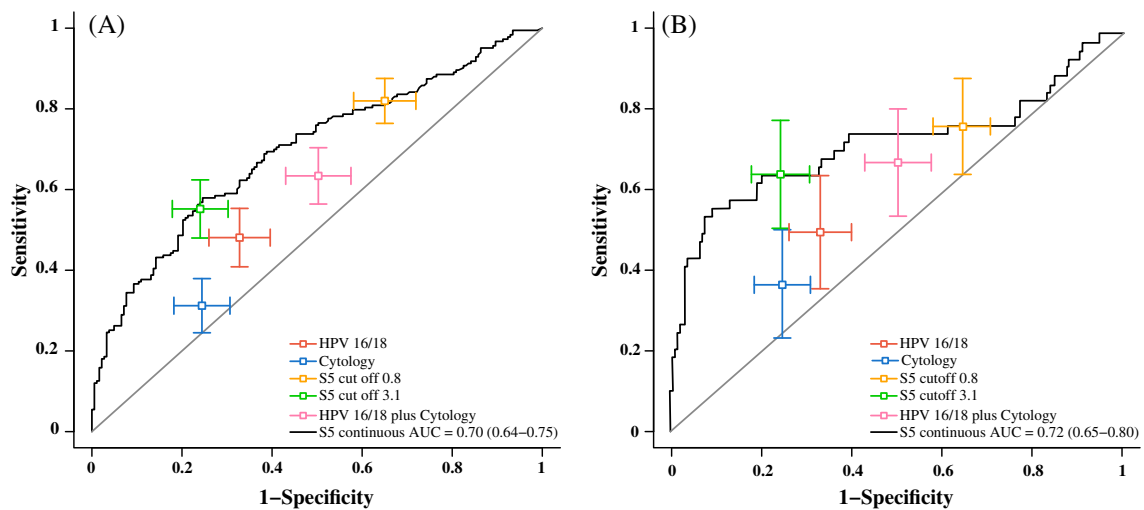 (A)
1
0.8
0.6
0.4
0.2
0
Sensitivity
HPV 16/18
Cytology
S5 cut off 0.8
S5 cut off 3.1
HPV 16/18 plus Cytology
S5 continuous AUC = 0.70 (0.64−0.75)
0 0.2 0.4 0.6 0.8 1
1−Specificity
(B)
1
0.8
0.6
0.4
0.2
0
Sensitivity
HPV 16/18
Cytology
S5 cutoff 0.8
S5 cutoff 3.1
HPV 16/18 plus Cytology
S5 continuous AUC = 0.72 (0.65−0.80)
0 0.2 0.4 0.6 0.8 1
1−Specificity